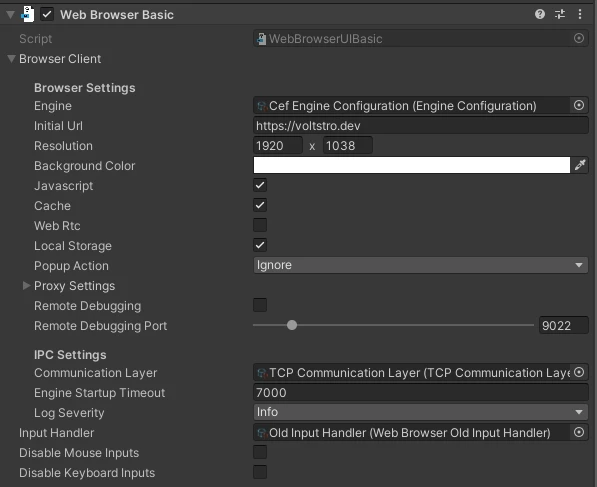 Web Browser Basic
Script WebBrowserUIBasic
Browser Client
Browser Settings
Engine Cef Engine Configuration (Engine Configuration)
Initial Url https://voltstro.dev
Resolution 1920 x 1038
Background Color
Javascript
Cache
Web Rtc
Local Storage
Popup Action Ignore
Proxy Settings
Remote Debugging
Remote Debugging Port 9022
IPC Settings
Communication Layer TCP Communication Layer (TCP Communication Laye
Engine Startup Timeout 7000
Log Severity Info
Input Handler Old Input Handler (Web Browser Old Input Handler)
Disable Mouse Inputs
Disable Keyboard Inputs